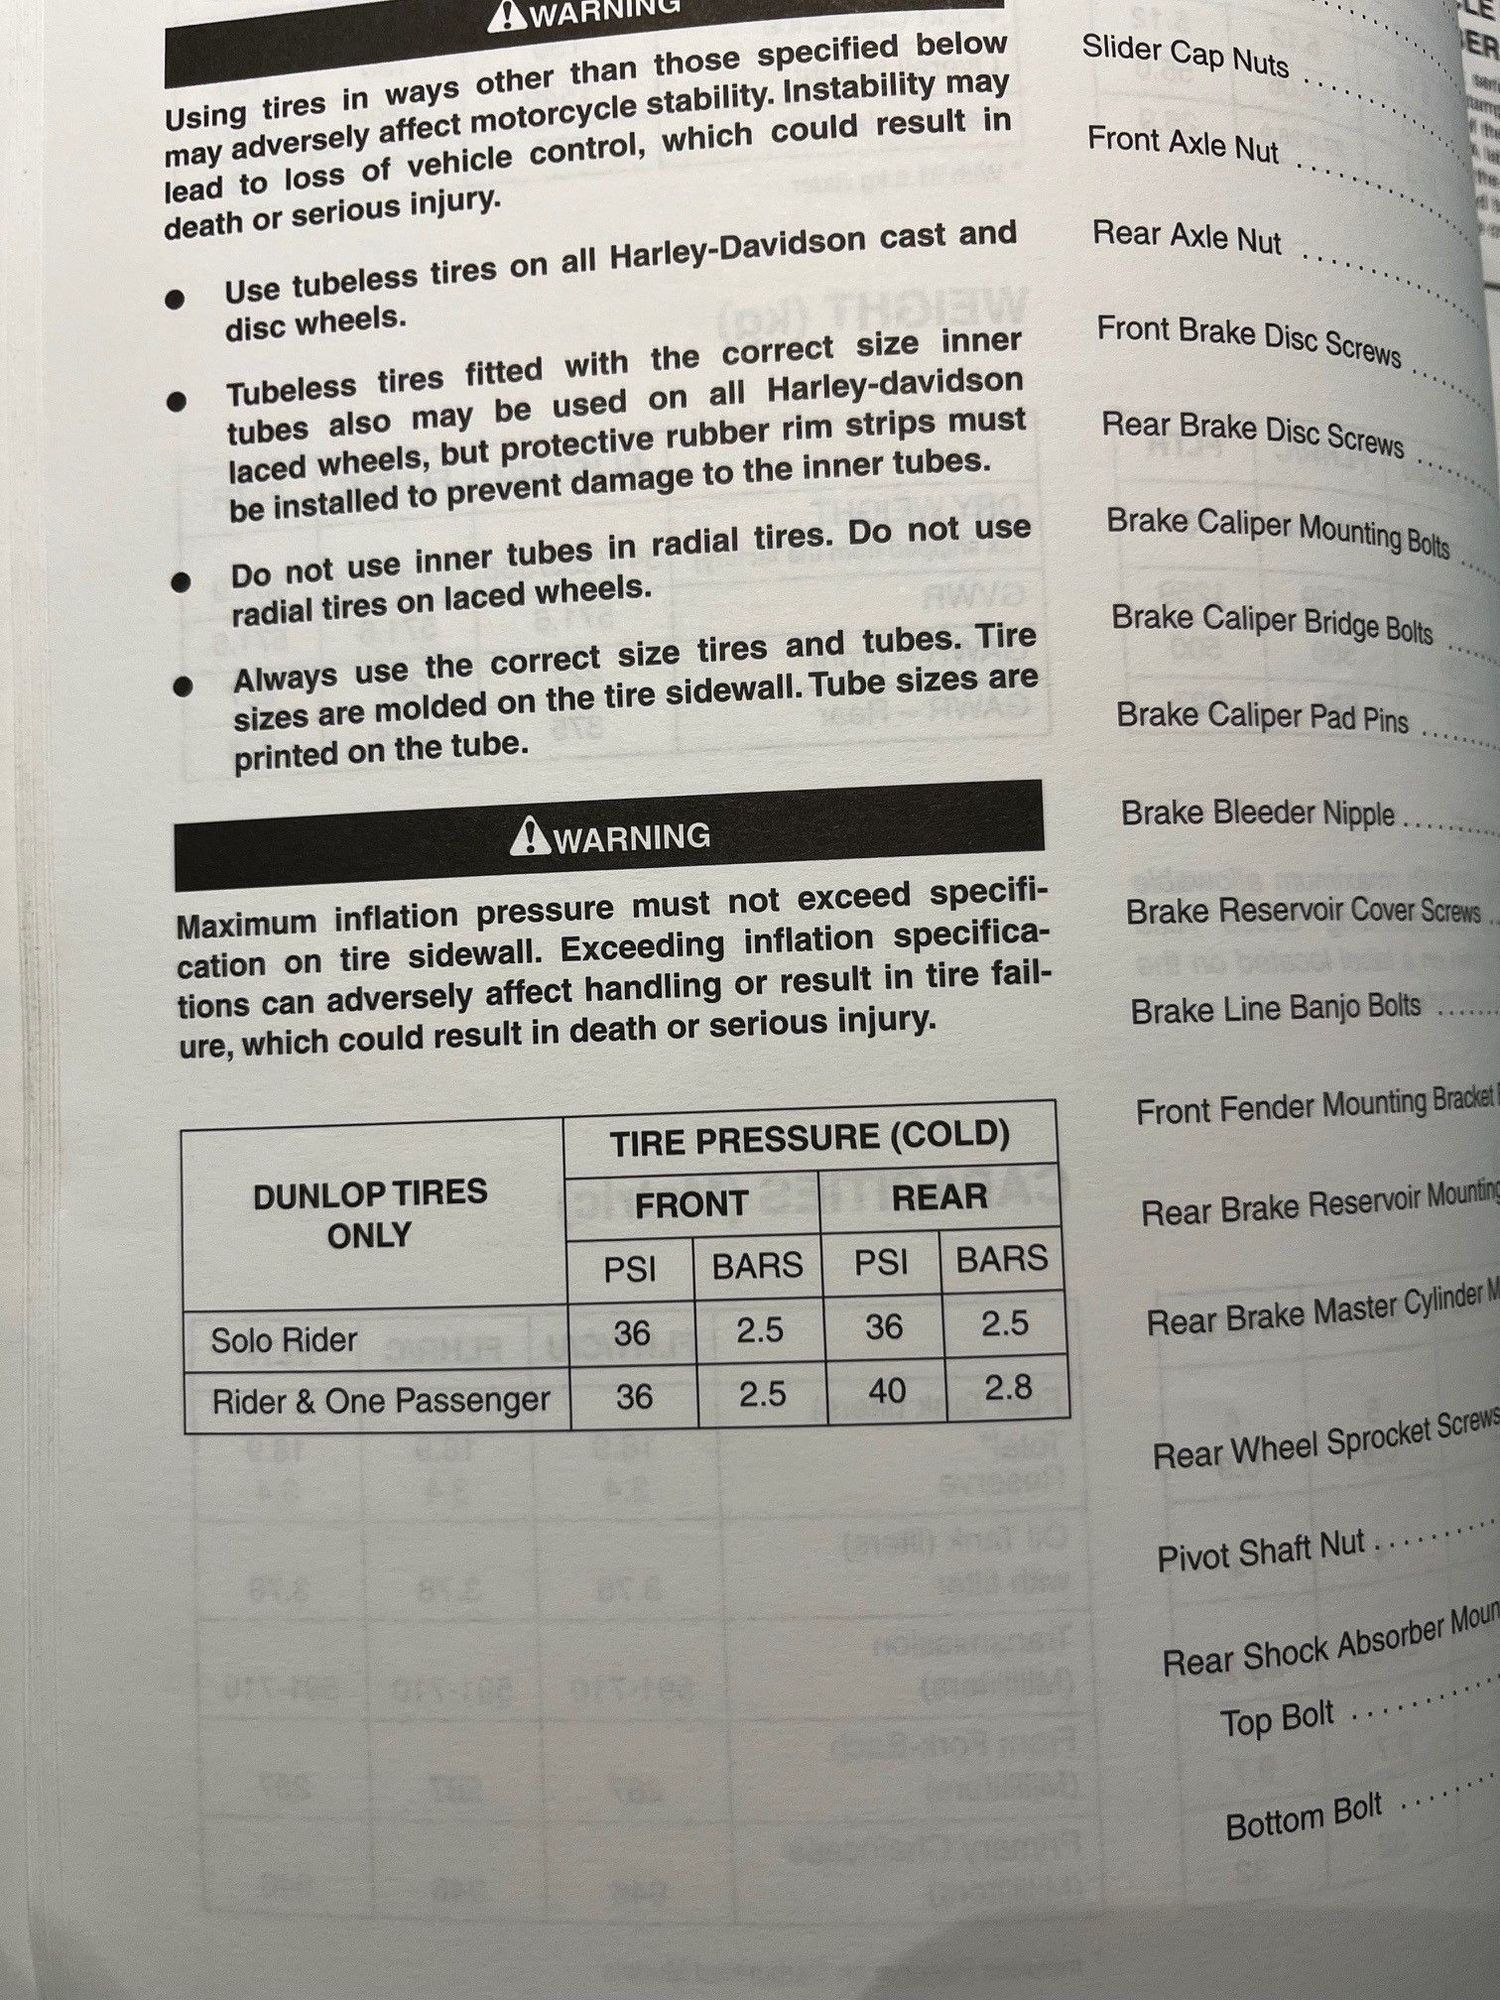 ⚠WARNING
Using tires in ways other than those specified below
may adversely affect motorcycle stability. Instability may
lead to loss of vehicle control, which could result in
death or serious injury.
● Use tubeless tires on all Harley-Davidson cast and
disc wheels.
● Tubeless tires fitted with the correct size inner
tubes also may be used on all Harley-davidson
laced wheels, but protective rubber rim strips must
be installed to prevent damage to the inner tubes.
● Do not use inner tubes in radial tires. Do not use
radial tires on laced wheels.
● Always use the correct size tires and tubes. Tire
sizes are molded on the tire sidewall. Tube sizes are
printed on the tube.
⚠WARNING
Maximum inflation pressure must not exceed specifi-
cation on tire sidewall. Exceeding inflation specifica-
tions can adversely affect handling or result in tire fail-
ure, which could result in death or serious injury.
DUNLOP TIRES
ONLY
TIRE PRESSURE (COLD)
FRONT REAR
PSI BARS PSI BARS
Solo Rider 36 2.5 36 2.5
Rider & One Passenger 36 2.5 40 2.8
Slider Cap Nuts
Front Axle Nut
Rear Axle Nut
Front Brake Disc Screws
Rear Brake Disc Screws
Brake Caliper Mounting Bolts
Brake Caliper Bridge Bolts
Brake Caliper Pad Pins
Brake Bleeder Nipple
Brake Reservoir Cover Screws
Brake Line Banjo Bolts
Front Fender Mounting Bracket
Rear Brake Reservoir Mounting
Rear Brake Master Cylinder M
Rear Wheel Sprocket Screws
Pivot Shaft Nut
Rear Shock Absorber Moun
Top Bolt
Bottom Bolt